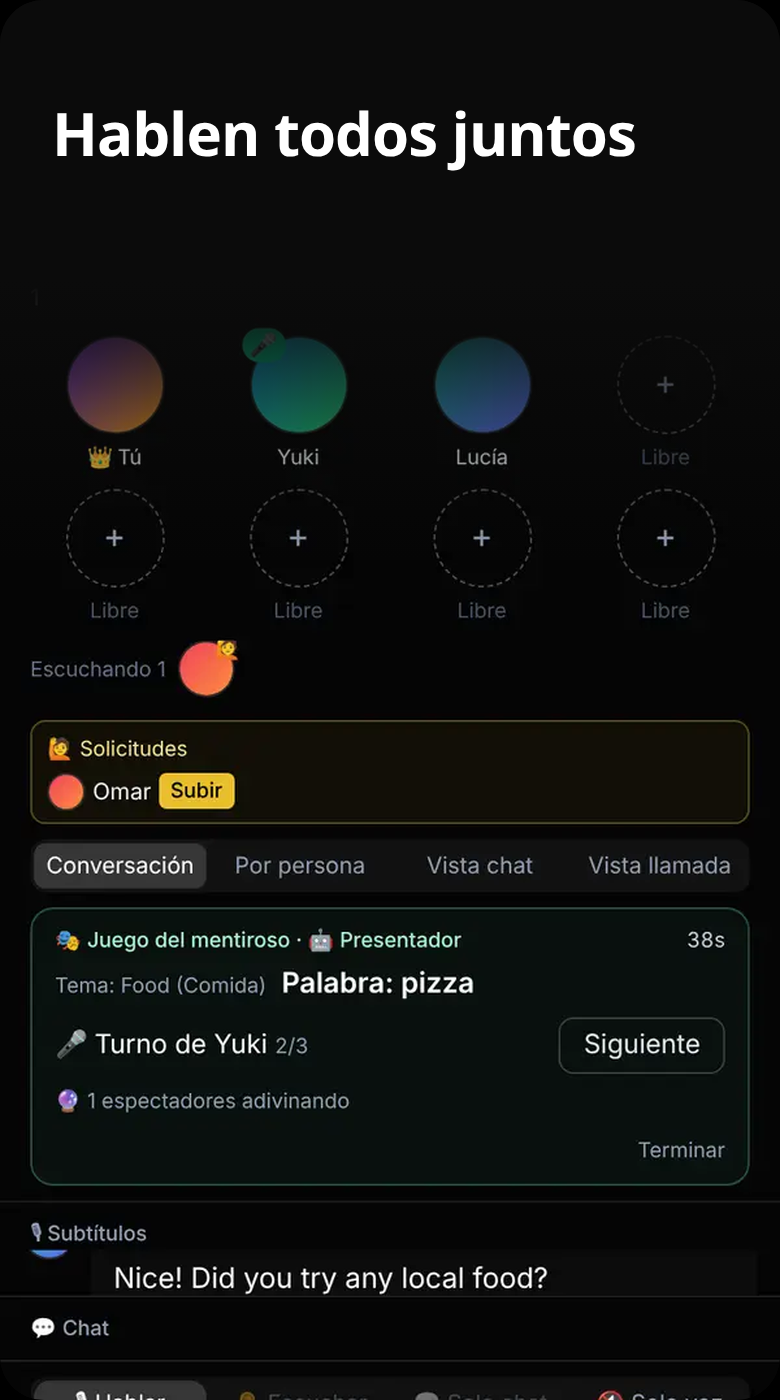 Hablen todos juntos
👑 Tú
Yuki
Lucía
+
Libre
+
+
+
+
Libre
Libre
Libre
Libre
Escuchando 1
🙋 Solicitudes
Omar
Subir
Conversación
Por persona
Vista chat
Vista llamada
🎭 Juego del mentiroso · 🤖 Presentador
38s
Tema: Food (Comida) Palabra: pizza
🎤 Turno de Yuki 2/3
Siguiente
🔮 1 espectadores adivinando
Terminar
🎙 Subtítulos
Nice! Did you try any local food?
💬 Chat